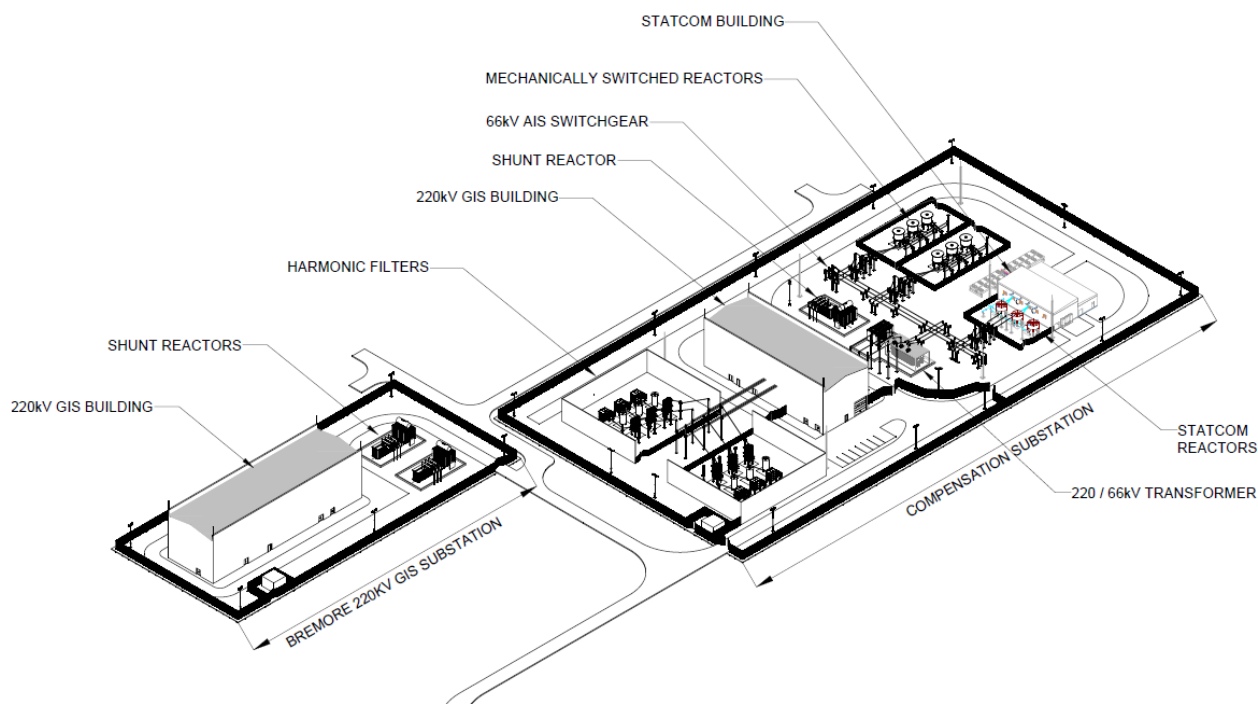 STATCOM BUILDING
MECHANICALLY SWITCHED REACTORS
66kV AIS SWITCHGEAR
SHUNT REACTOR
220kV GIS BUILDING
HARMONIC FILTERS
SHUNT REACTORS
220kV GIS BUILDING
STATCOM
REACTORS
220 / 66kV TRANSFORMER
COMPENSATION SUBSTATION
BREMORE 220KV GIS SUBSTATION